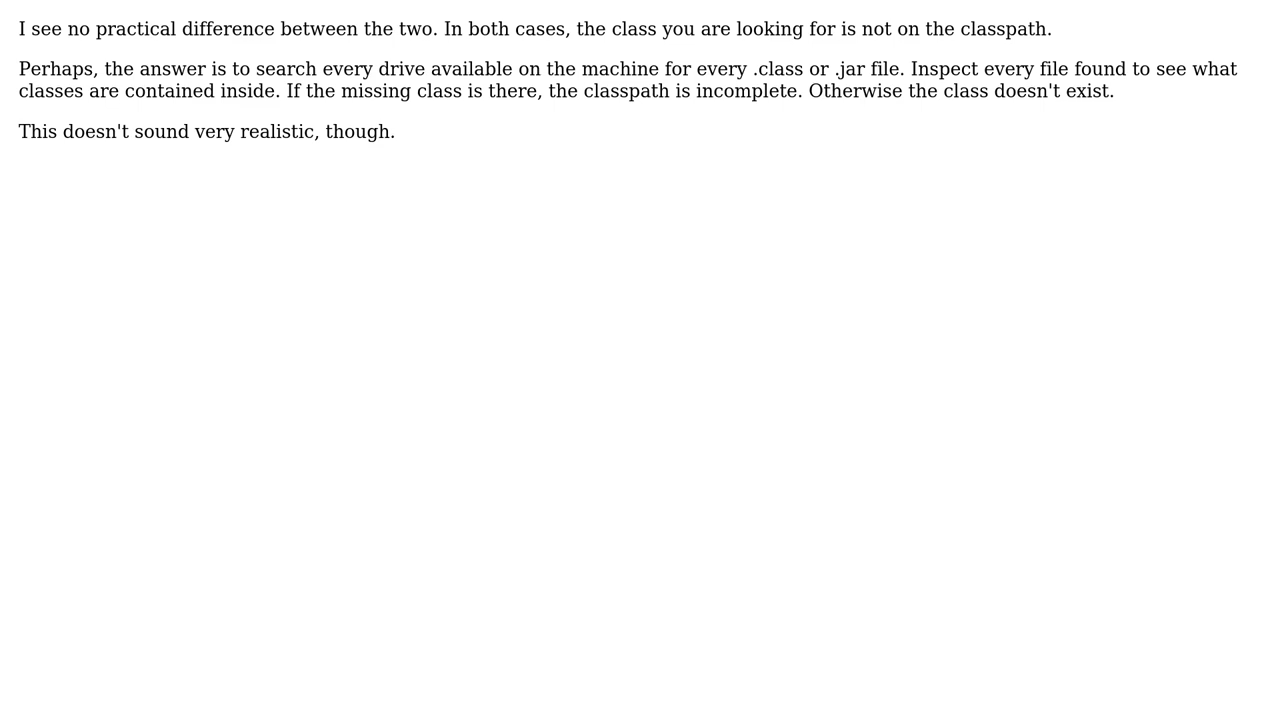 I see no practical difference between the two. In both cases, the class you are looking for is not on the classpath.
Perhaps, the answer is to search every drive available on the machine for every .class or .jar file. Inspect every file found to see what
classes are contained inside. If the missing class is there, the classpath is incomplete. Otherwise the class doesn't exist.
This doesn't sound very realistic, though.